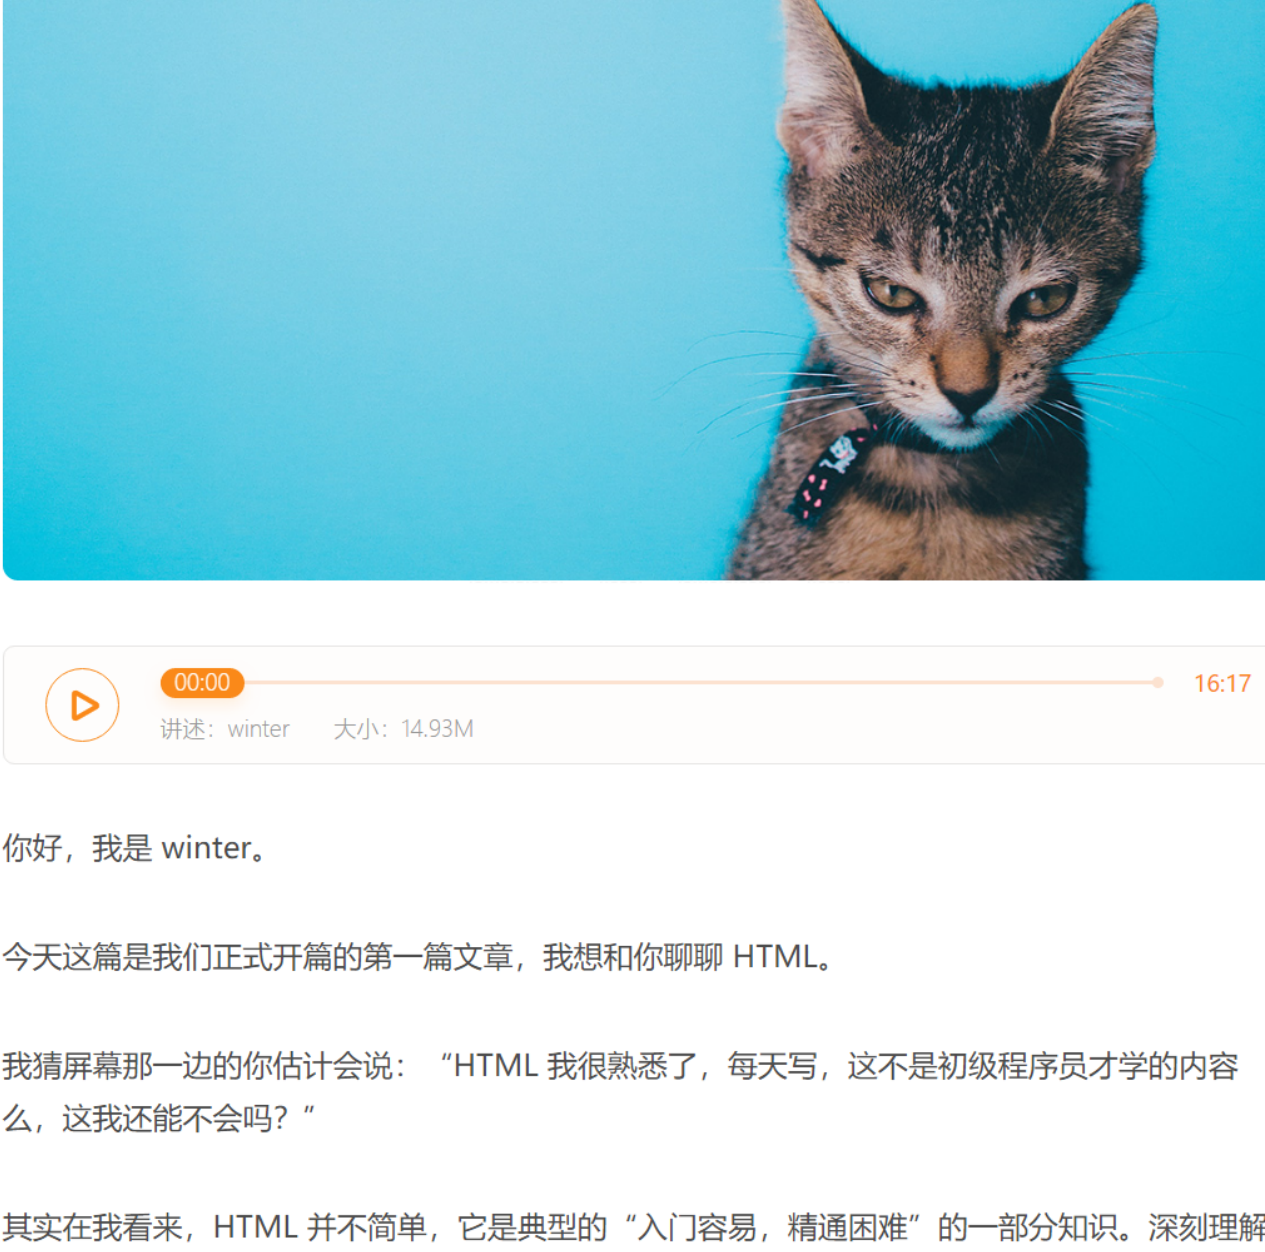 00:00
16:17
讲述：winter 大小：14.93M
你好，我是 winter。
今天这篇是我们正式开篇的第一篇文章，我想和你聊聊 HTML。
我猜屏幕那一边的你估计会说：“HTML 我很熟悉了，每天写，这不是初级程序员才学的内容
么，这我还能不会吗？”
其实在我看来，HTML 并不简单，它是典型的“入门容易，精通困难”的一部分知识。深刻理解